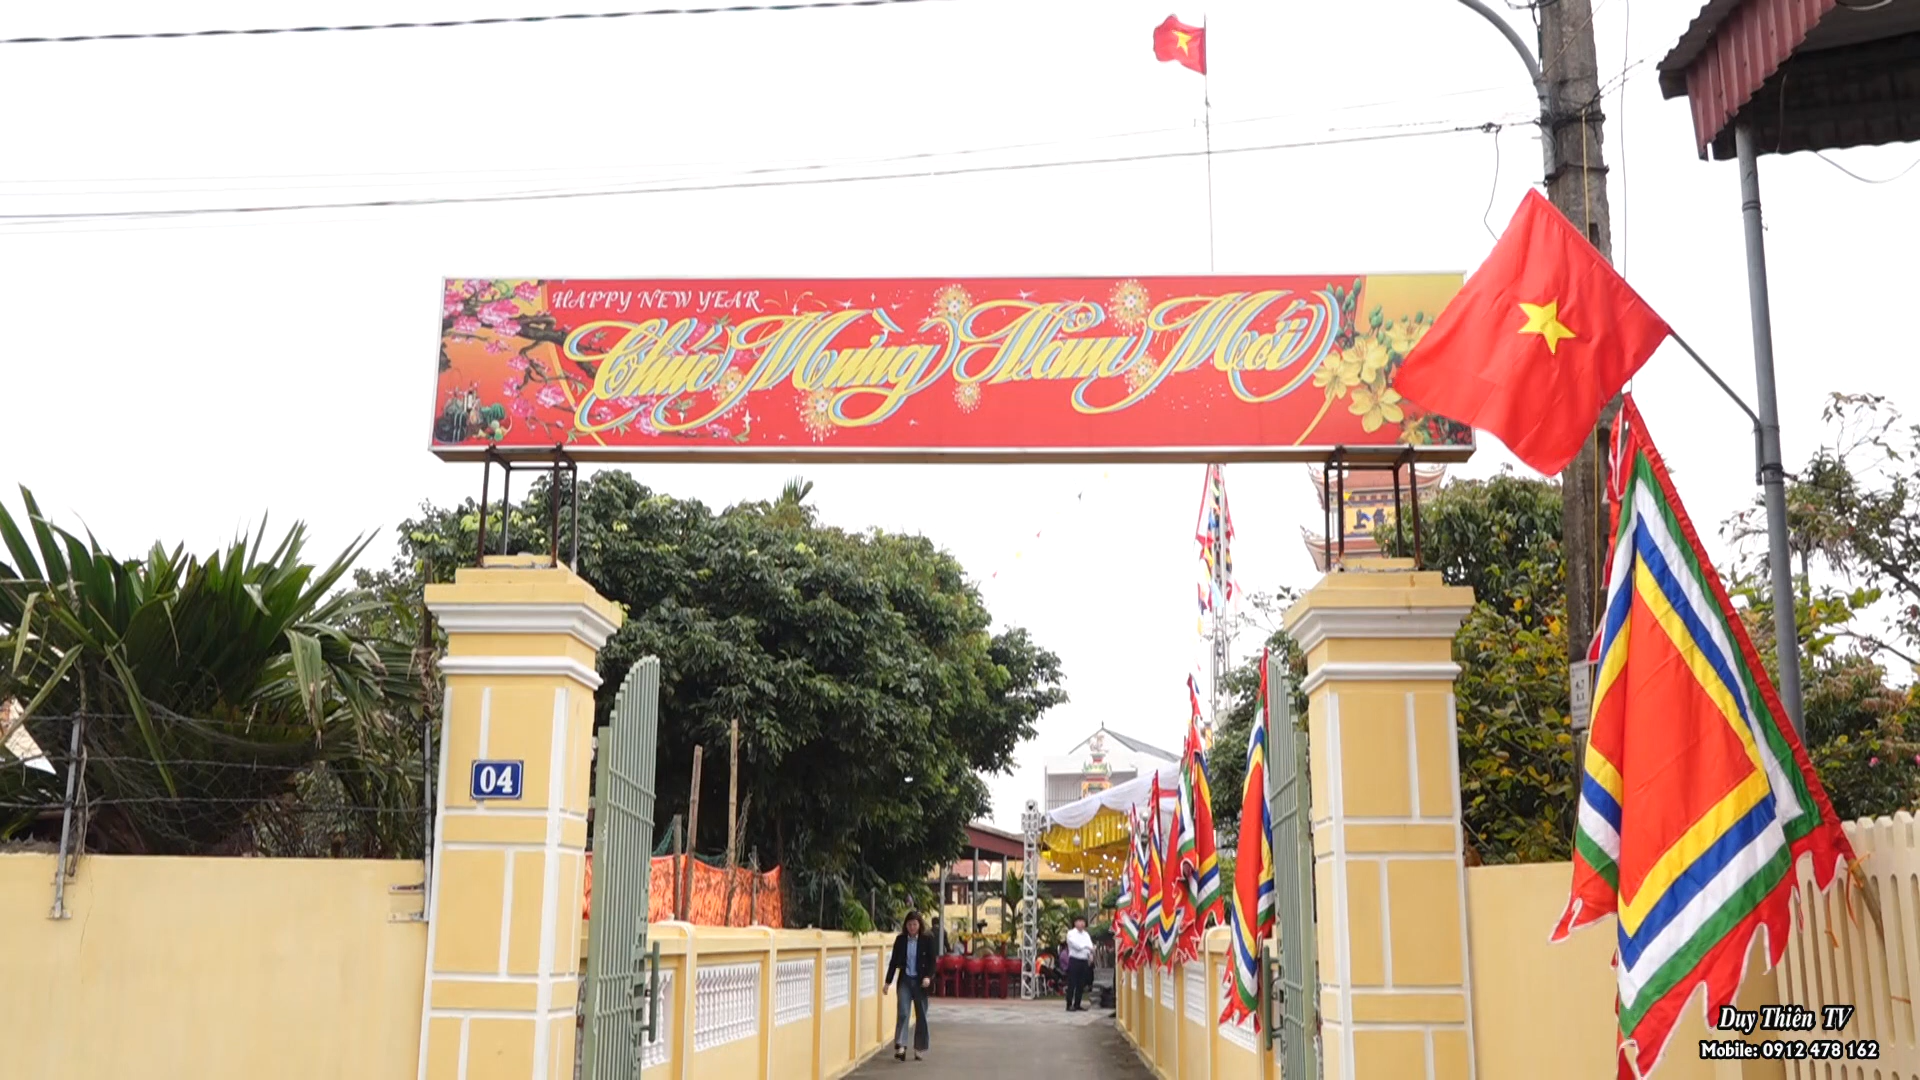 HAPPY NEW YEAR
Chúc Mừng Năm Mới
04
Duy Thiên TV
Mobile: 0912 478 162